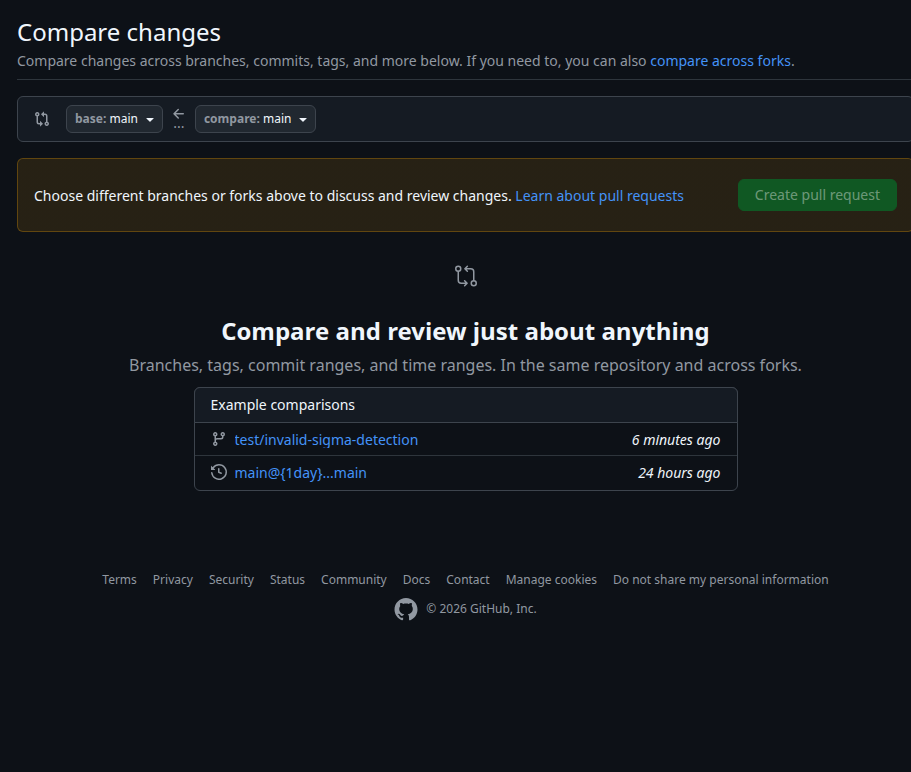 Compare changes
Compare changes across branches, commits, tags, and more below. If you need to, you can also compare across forks.
base: main compare: main
Choose different branches or forks above to discuss and review changes. Learn about pull requests Create pull request
Compare and review just about anything
Branches, tags, commit ranges, and time ranges. In the same repository and across forks.
Example comparisons
test/invalid-sigma-detection 6 minutes ago
main@{1day}...main 24 hours ago
Terms Privacy Security Status Community Docs Contact Manage cookies Do not share my personal information
© 2026 GitHub, Inc.